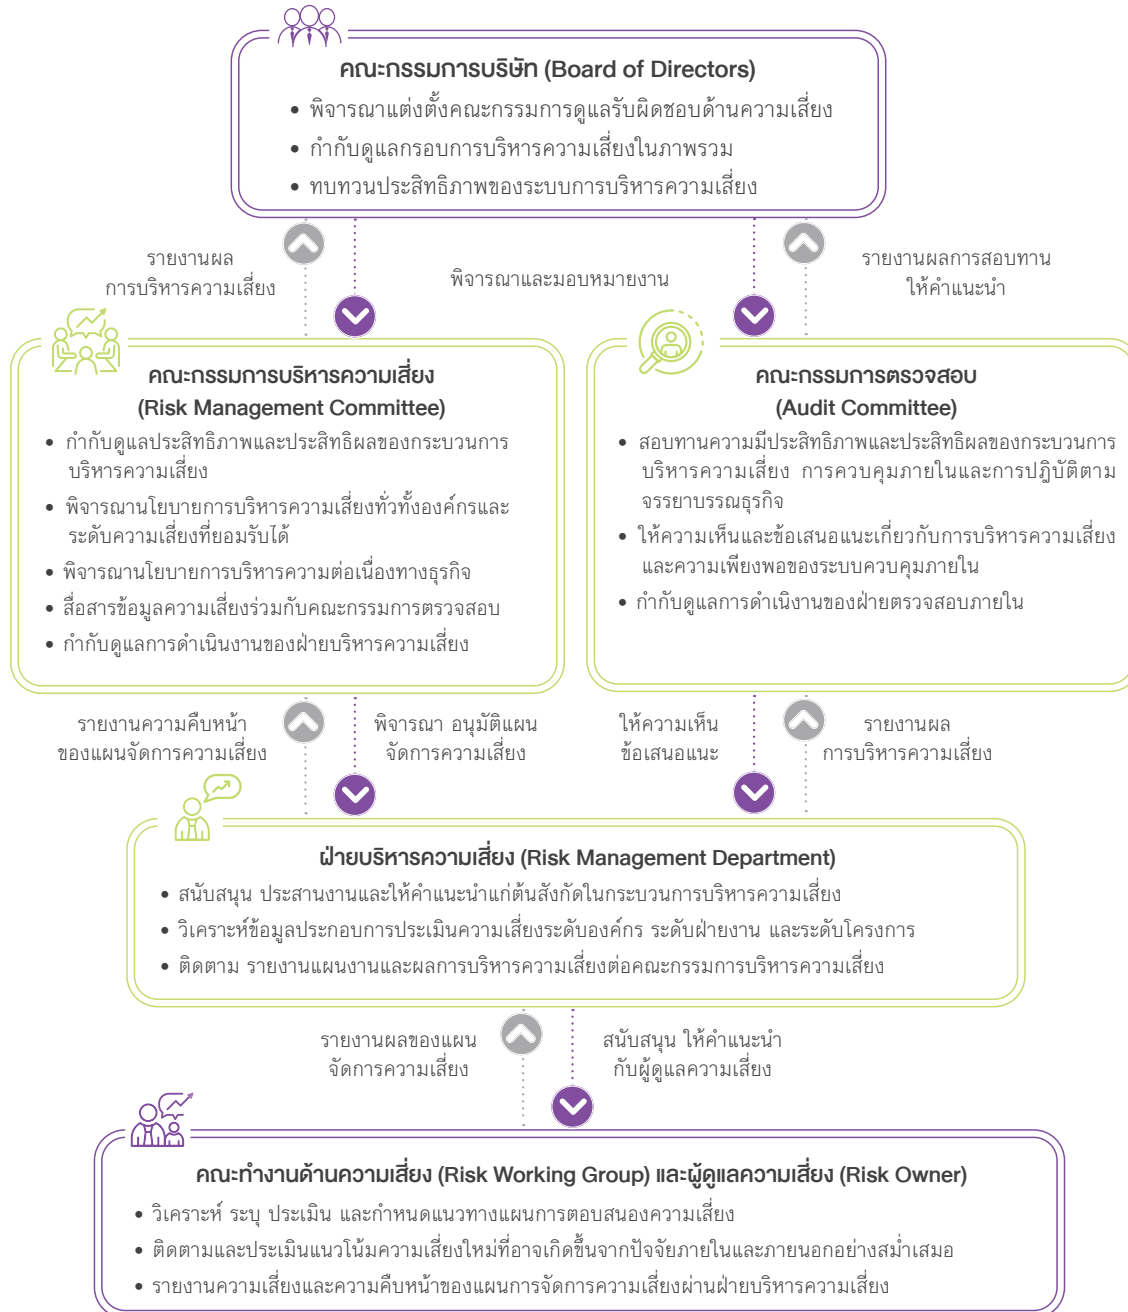 คณะกรรมการบริษัท (Board of Directors)
• พิจารณาแต่งตั้งคณะกรรมการดูแลรับผิดชอบด้านความเสี่ยง
• กำกับดูแลกรอบการบริหารความเสี่ยงในภาพรวม
• ทบทวนประสิทธิภาพของระบบการบริหารความเสี่ยง
รายงานผล
การบริหารความเสี่ยง
พิจารณาและมอบหมายงาน
รายงานผลการสอบทาน
ให้คำแนะนำ
คณะกรรมการบริหารความเสี่ยง
(Risk Management Committee)
• กำกับดูแลประสิทธิภาพและประสิทธิผลของกระบวนการ
บริหารความเสี่ยง
• พิจารณานโยบายการบริหารความเสี่ยงทั่วทั้งองค์กรและ
ระดับความเสี่ยงที่ยอมรับได้
• พิจารณานโยบายการบริหารความต่อเนื่องทางธุรกิจ
• สื่อสารข้อมูลความเสี่ยงร่วมกับคณะกรรมการตรวจสอบ
• กำกับดูแลการดำเนินงานของฝ่ายบริหารความเสี่ยง
คณะกรรมการตรวจสอบ
(Audit Committee)
• สอบทานความมีประสิทธิภาพและประสิทธิผลของกระบวนการ
บริหารความเสี่ยง การควบคุมภายในและการปฎิบัติตาม
จรรยาบรรณธุรกิจ
• ให้ความเห็นและข้อเสนอแนะเกี่ยวกับการบริหารความเสี่ยง
และความเพียงพอของระบบควบคุมภายใน
• กำกับดูแลการดำเนิงานของฝ่ายตรวจสอบภายใน
รายงานความคืบหน้า
ของแผนจัดการความเสี่ยง
พิจารณา อนุมัติแผน
จัดการความเสี่ยง
ให้ความเห็น
ข้อเสนอแนะ
รายงานผล
การบริหารความเสี่ยง
ฝ่ายบริหารความเสี่ยง (Risk Management Department)
• สนับสนุน ประสานงานและให้คำแนะนำแก่ต้นสังกัดในกระบวนการบริหารความเสี่ยง
• วิเคราะห์ข้อมูลประกอบการประเมินความเสี่ยงระดับองค์กร ระดับฝ่ายงาน และระดับโครงการ
• ติดตาม รายงานแผนงานและผลการบริหารความเสี่ยงต่อคณะกรรมการบริหารความเสี่ยง
รายงานผลของแผน
จัดการความเสี่ยง
สนับสนุน ให้คำแนะนำ
กับผู้ดูแลความเสี่ยง
คณะทำงานด้านความเสี่ยง (Risk Working Group) และผู้ดูแลความเสี่ยง (Risk Owner)
• วิเคราะห์ ระบุ ประเมิน และกำหนดแนวทางแผนการตอบสนองความเสี่ยง
• ติดตามและประเมินแนวโน้มความเสี่ยงใหม่ที่อาจเกิดขึ้นจากปัจจัยภายในและภายนอกอย่างสม่ำเสมอ
• รายงานความเสี่ยงและความคืบหน้าของแผนการจัดการความเสี่ยงผ่านฝ่ายบริหารความเสี่ยง